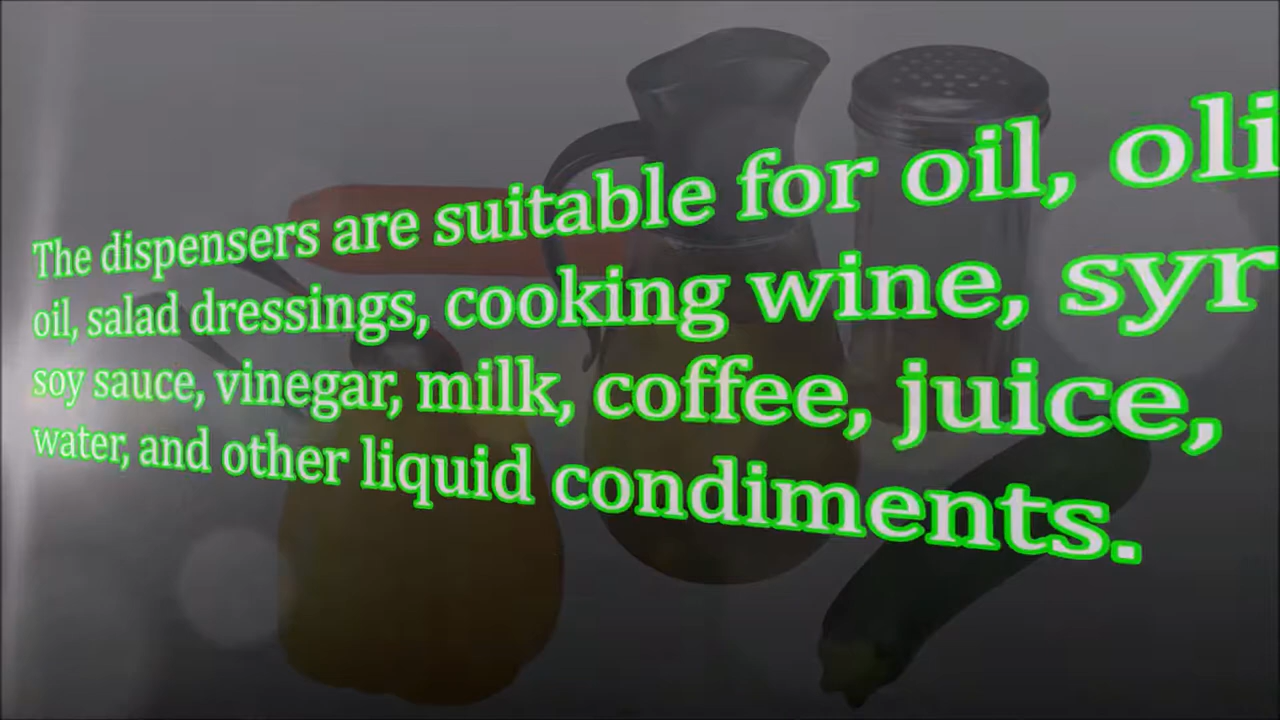 The dispensers are suitable for oil, oli
oil, salad dressings, cooking wine, syr
soy sauce, vinegar, milk, coffee, juice,
water, and other liquid condiments.